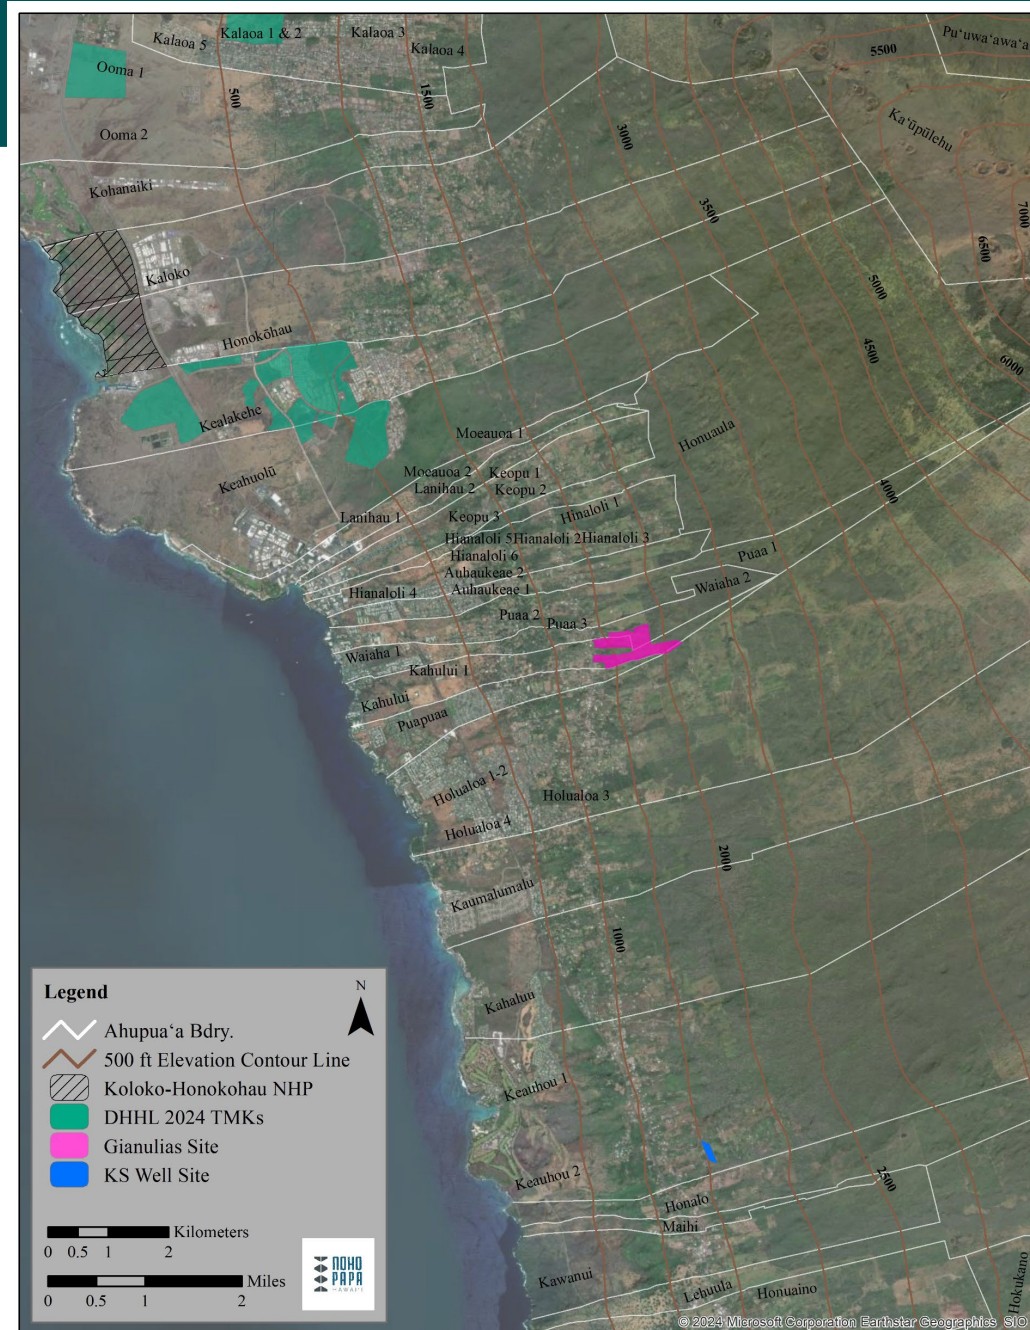 Kalaoa 5
Kalaoa 1 & 2
Kalaoa 3
Kalaoa 4
Pu‘uwa‘awa‘a
5500
Ooma 1
500
1500
Ooma 2
3000
Ka‘ūpūlehu
Kohanaiki
3500
7000
6500
Kaloko
5000
Honokōhau
4500
6000
Kealakehe
Moeauoa 1
Honuaula
Keahuolū
Moeauoa 2
Keopu 1
Lanihau 2
Keopu 2
4000
Lanihau 1
Keopu 3
Hinaloli 1
Hianaloli 5
Hianaloli 2
Hianaloli 3
Hianaloli 6
Puaa 1
Auhaukeae 2
Waiaha 2
Hianaloli 4
Auhaukeae 1
Puaa 2
Puaa 3
Waiaha 1
Kahului 1
Kahului
Puapuaa
Holualoa 1-2
Holualoa 3
Holualoa 4
2000
Kaumalumalu
1000
Kahaluu
Keauhou 1
Keauhou 2
2500
Honalo
Maihi
Kawanui
Lehuula
Honuaino
Hokukano
Legend
N
Ahupua‘a Bdry.
500 ft Elevation Contour Line
Koloko-Honokohau NHP
DHHL 2024 TMKs
Gianulias Site
KS Well Site
Kilometers
0 0.5 1 2
Miles
0 0.5 1 2
NOHO
PAPA
HAWAI‘I
© 2024 Microsoft Corporation Earthstar Geographics SIO